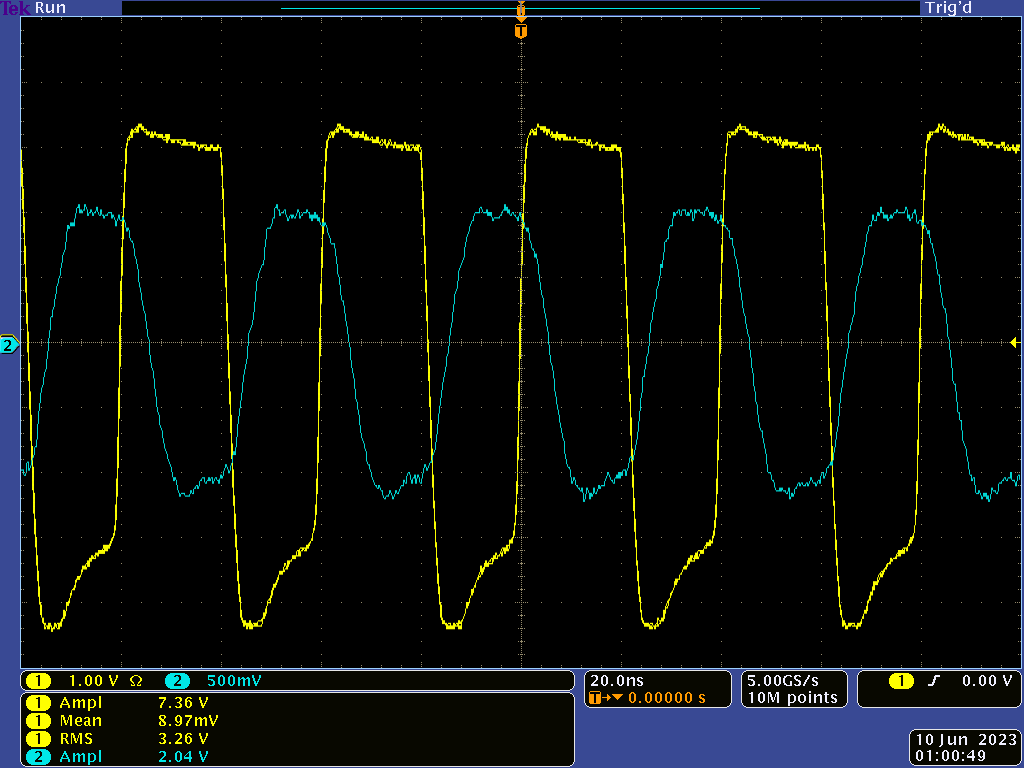 Tek Run Trig'd
T
2
1 1.00 V Ω 2 500mV
20.0ns
T 0.00000 s
5.00GS/s
10M points
1 0.00 V
1 Ampl 7.36 V
1 Mean 8.97mV
1 RMS 3.26 V
2 Ampl 2.04 V
10 Jun 2023
01:00:49